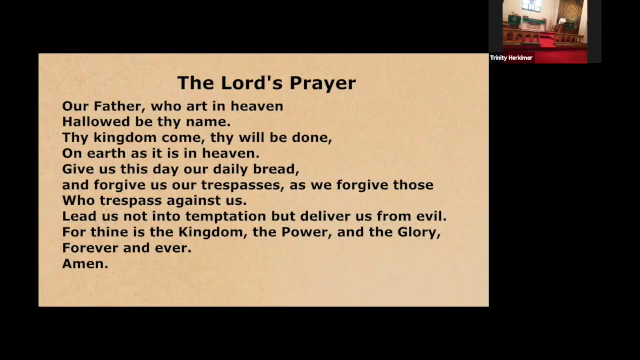 The Lord's Prayer
Our Father, who art in heaven
Hallowed be thy name.
Thy kingdom come, thy will be done,
On earth as it is in heaven.
Give us this day our daily bread,
and forgive us our trespasses, as we forgive those
Who trespass against us.
Lead us not into temptation but deliver us from evil.
For thine is the Kingdom, the Power, and the Glory,
Forever and ever.
Amen.
Trinity Herkimer